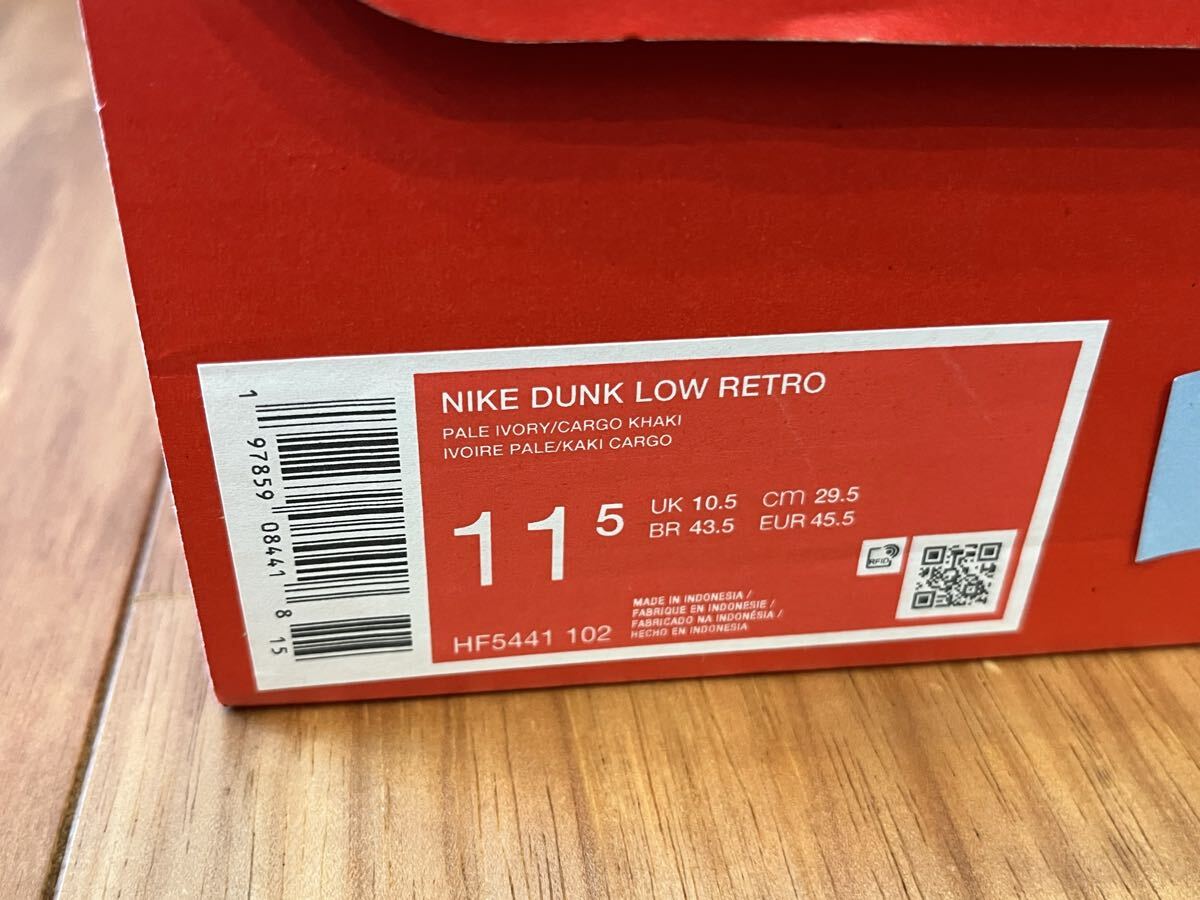 NIKE DUNK LOW RETRO
PALE IVORY/CARGO KHAKI
IVOIRE PALE/KAKI CARGO
11 5
UK 10.5 cm 29.5
BR 43.5 EUR 45.5
RFID
MADE IN INDONESIA /
FABRIQUE EN INDONESIE /
FABRICADO NA INDONÉSIA /
HECHO EN INDONESIA
HF5441 102
1 97859 08441 8 15